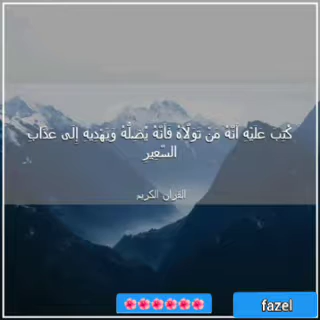 كُتِبَ عَلَيْهِ أَنَّهُ مَنْ تَوَلَّاهُ فَأَنَّهُ يُضِلُّهُ وَيَهْدِيهِ إِلَى عَذَابِ
السَّعِيرِ
القرآن الكريم
fazel